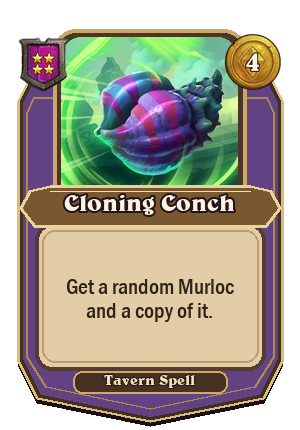 4
Cloning Conch
Get a random Murloc
and a copy of it.
Tavern Spell